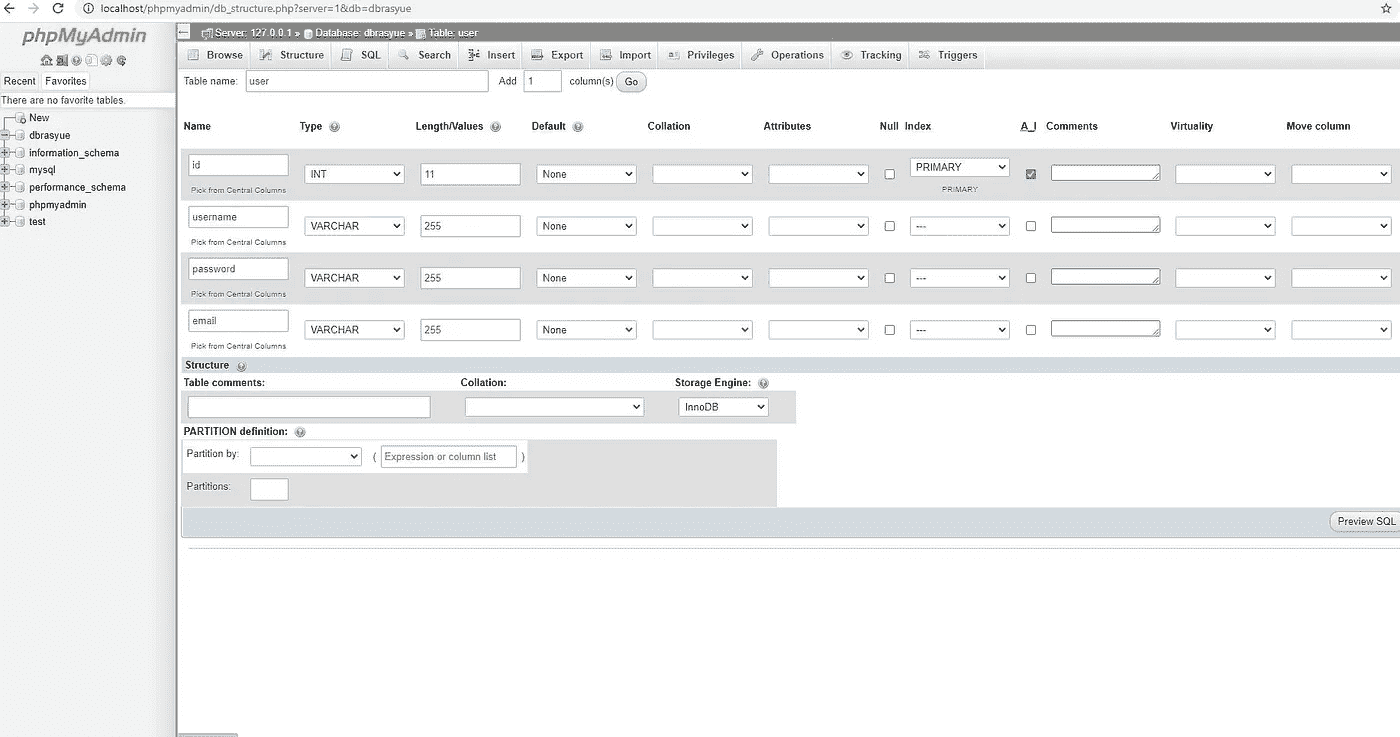 localhost/phpmyadmin/db_structure.php?server=1&db=dbrasyue
phpMyAdmin
Recent Favorites
There are no favorite tables.
New
dbrasyue
information_schema
mysql
performance_schema
phpmyadmin
test
Server: 127.0.0.1 » Database: dbrasyue » Table: user
Browse Structure SQL Search Insert Export Import Privileges Operations Tracking Triggers
Table name: user Add 1 column(s) Go
Name Type Length/Values Default Collation Attributes Null Index A_I Comments Virtuality Move column
id INT 11 None PRIMARY
Pick from Central Columns PRIMARY
username VARCHAR 255 None ---
Pick from Central Columns
password VARCHAR 255 None ---
Pick from Central Columns
email VARCHAR 255 None ---
Pick from Central Columns
Structure
Table comments: Collation: Storage Engine:
InnoDB
PARTITION definition:
Partition by: ( Expression or column list )
Partitions:
Preview SQL